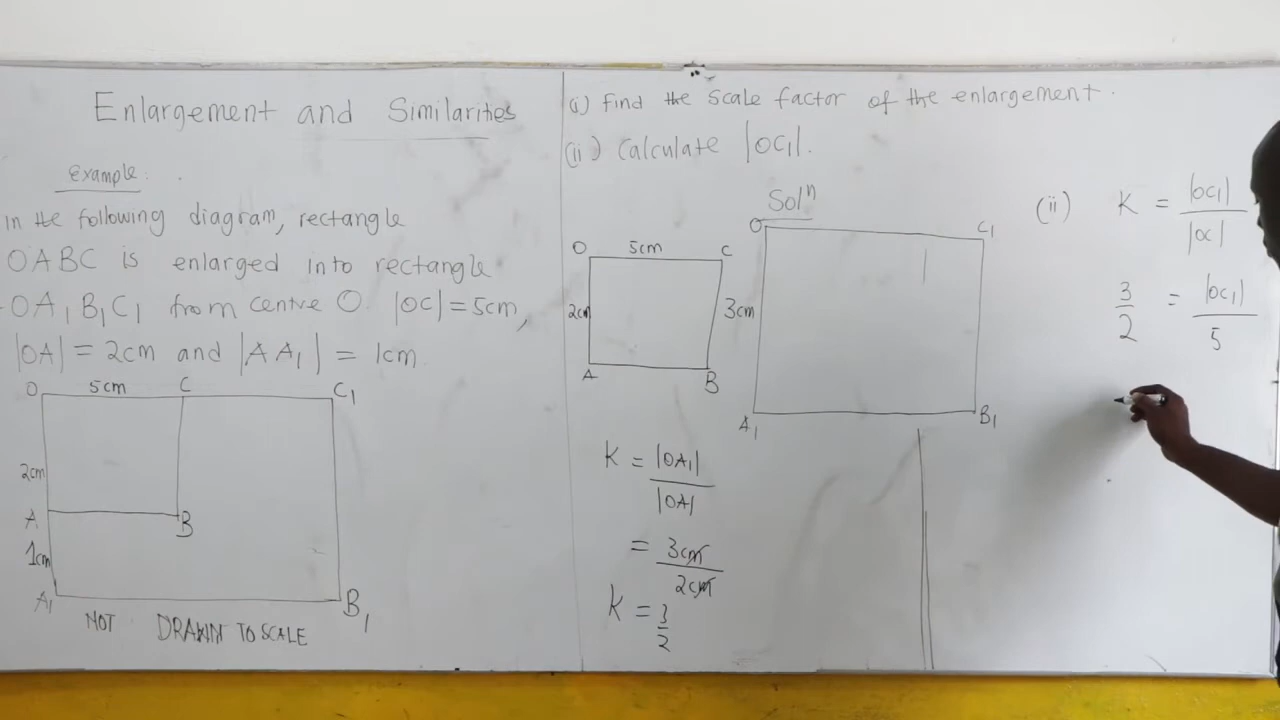 Enlargement and Similarities
Example:
In the following diagram, rectangle
OABC is enlarged into rectangle
OA₁B₁C₁ from centre O. |OC| = 5cm,
|OA| = 2cm and |AA₁| = 1cm.
O 5cm C C₁
2cm
A B
1cm
A₁ B₁
NOT DRAWN TO SCALE
(i) Find the scale factor of the enlargement.
(ii) Calculate |OC₁|.
Solⁿ
O 5cm C
2cm
A B
O C₁
3cm
A₁ B₁
K = |OA₁|
|OA|
= 3cm
2cm
K = 3
2
(ii) K = |OC₁|
|OC|
3 = |OC₁|
2 5